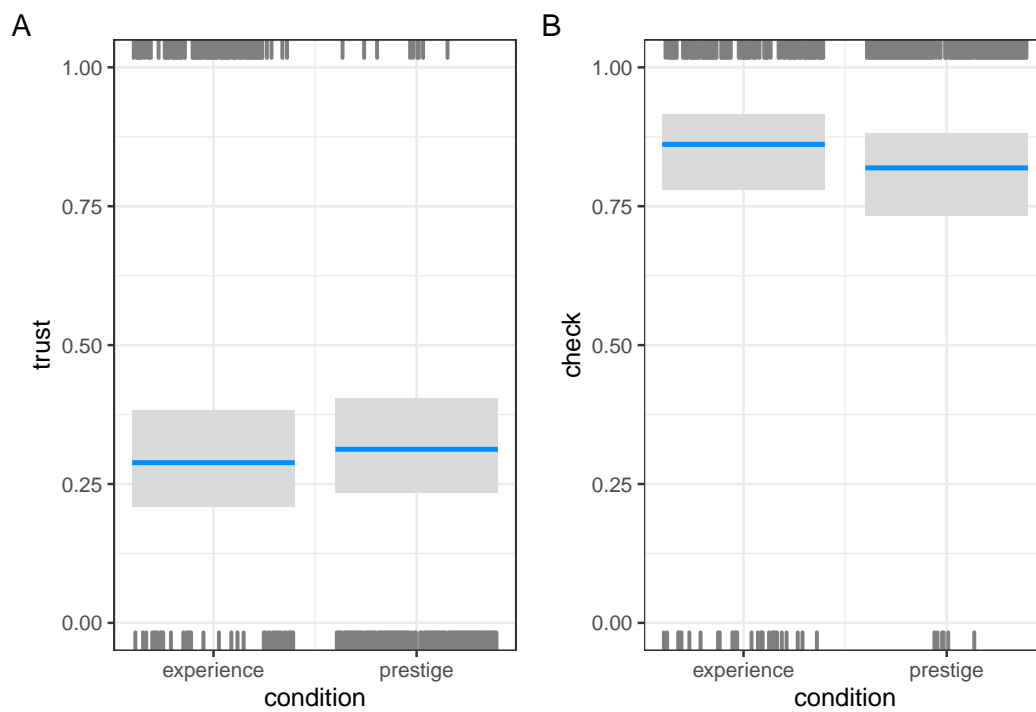 A
1.00
0.75
0.50
0.25
0.00
trust
experience prestige
condition
B
1.00
0.75
0.50
0.25
0.00
check
experience prestige
condition